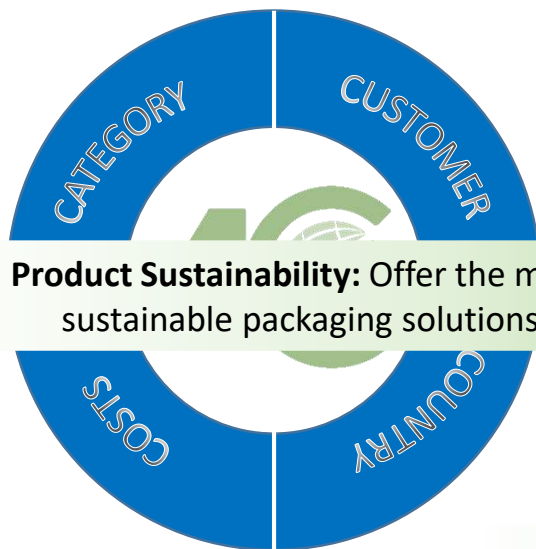 CATEGORY
CUSTOMER
Product Sustainability: Offer the
sustainable packaging solutions
COSTS
COUNTRY